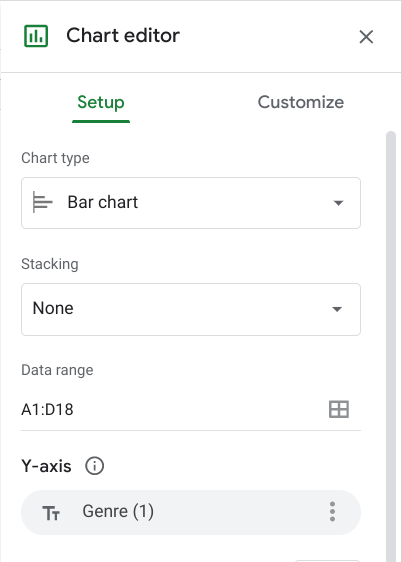 Chart editor
Setup Customize
Chart type
Bar chart
Stacking
None
Data range
A1:D18
Y-axis
Genre (1)